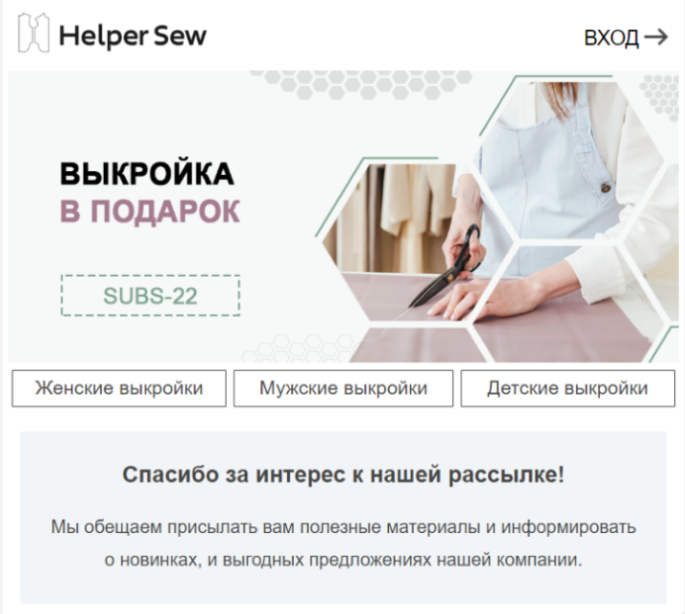 Helper Sew
ВХОД →
ВЫКРОЙКА
В ПОДАРОК
SUBS-22
Женские выкройки
Мужские выкройки
Детские выкройки
Спасибо за интерес к нашей рассылке!
Мы обещаем присылать вам полезные материалы и информировать
о новинках, и выгодных предложениях нашей компании.